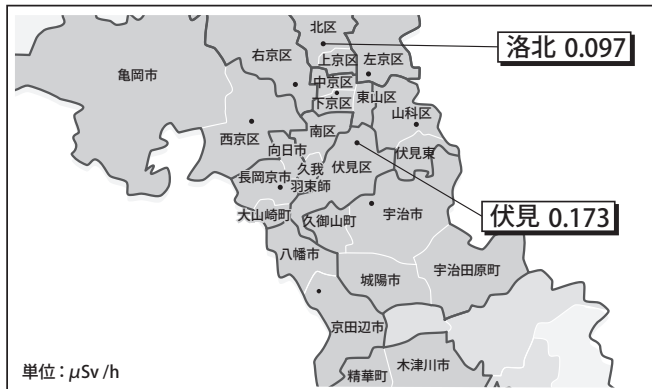 北区
洛北 0.097
右京区
上京区
左京区
亀岡市
中京区
下京区
東山区
山科区
西京区
南区
向日市
伏見区
伏見東
久我
羽束師
長岡京市
大山崎町
久御山町
宇治市
伏見 0.173
八幡市
城陽市
宇治田原町
京田辺市
木津川市
精華町
単位：μSv /h